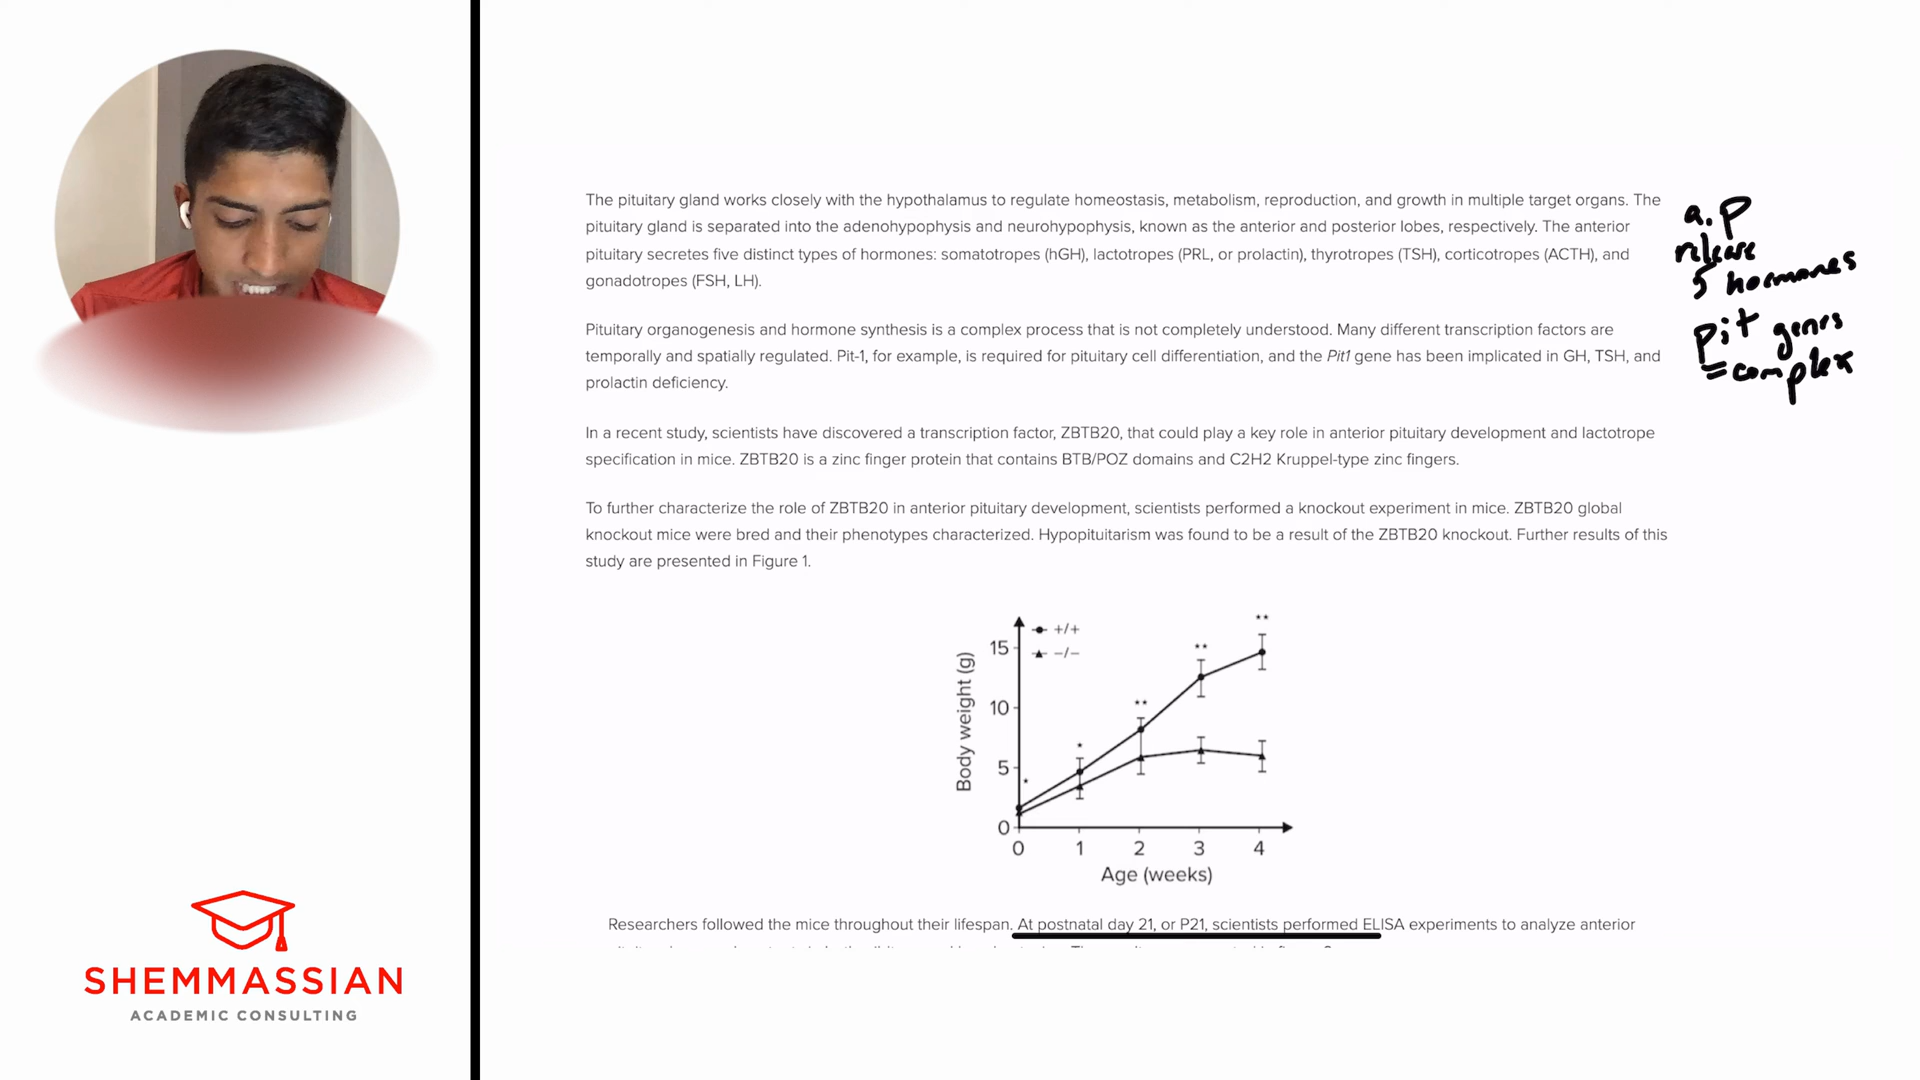 The pituitary gland works closely with the hypothalamus to regulate homeostasis, metabolism, reproduction, and growth in multiple target organs. The
pituitary gland is separated into the adenohypophysis and neurohypophysis, known as the anterior and posterior lobes, respectively. The anterior
pituitary secretes five distinct types of hormones: somatotropes (hGH), lactotropes (PRL, or prolactin), thyrotropes (TSH), corticotropes (ACTH), and
gonadotropes (FSH, LH).
a.p
release
5 hormones
pit genes
=complex
Pituitary organogenesis and hormone synthesis is a complex process that is not completely understood. Many different transcription factors are
temporally and spatially regulated. Pit-1, for example, is required for pituitary cell differentiation, and the Pit1 gene has been implicated in GH, TSH, and
prolactin deficiency.
In a recent study, scientists have discovered a transcription factor, ZBTB20, that could play a key role in anterior pituitary development and lactotrope
specification in mice. ZBTB20 is a zinc finger protein that contains BTB/POZ domains and C2H2 Kruppel-type zinc fingers.
To further characterize the role of ZBTB20 in anterior pituitary development, scientists performed a knockout experiment in mice. ZBTB20 global
knockout mice were bred and their phenotypes characterized. Hypopituitarism was found to be a result of the ZBTB20 knockout. Further results of this
study are presented in Figure 1.
+/+
−/−
**
**
**
*
*
Body weight (g)
15
10
5
0
0 1 2 3 4
Age (weeks)
Researchers followed the mice throughout their lifespan. At postnatal day 21, or P21, scientists performed ELISA experiments to analyze anterior
SHEMMASSIAN
ACADEMIC CONSULTING